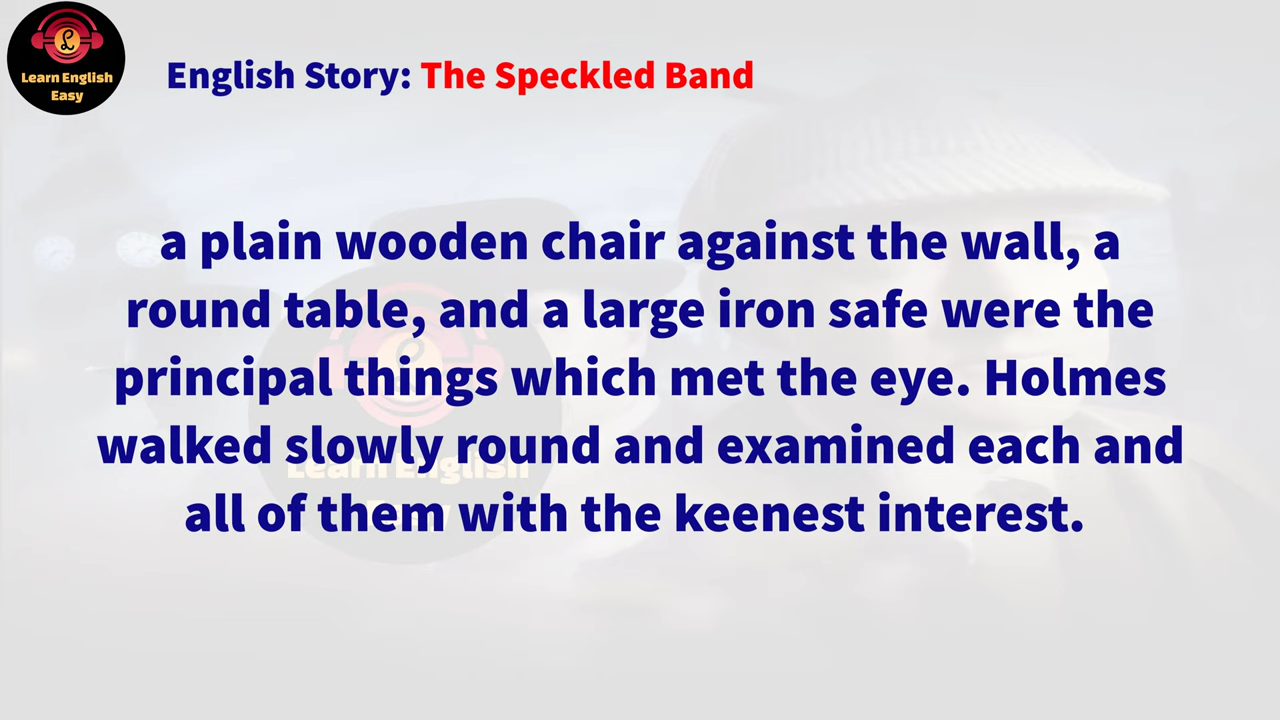 Learn English
Easy
English Story: The Speckled Band
a plain wooden chair against the wall, a
round table, and a large iron safe were the
principal things which met the eye. Holmes
walked slowly round and examined each and
all of them with the keenest interest.
Learn English